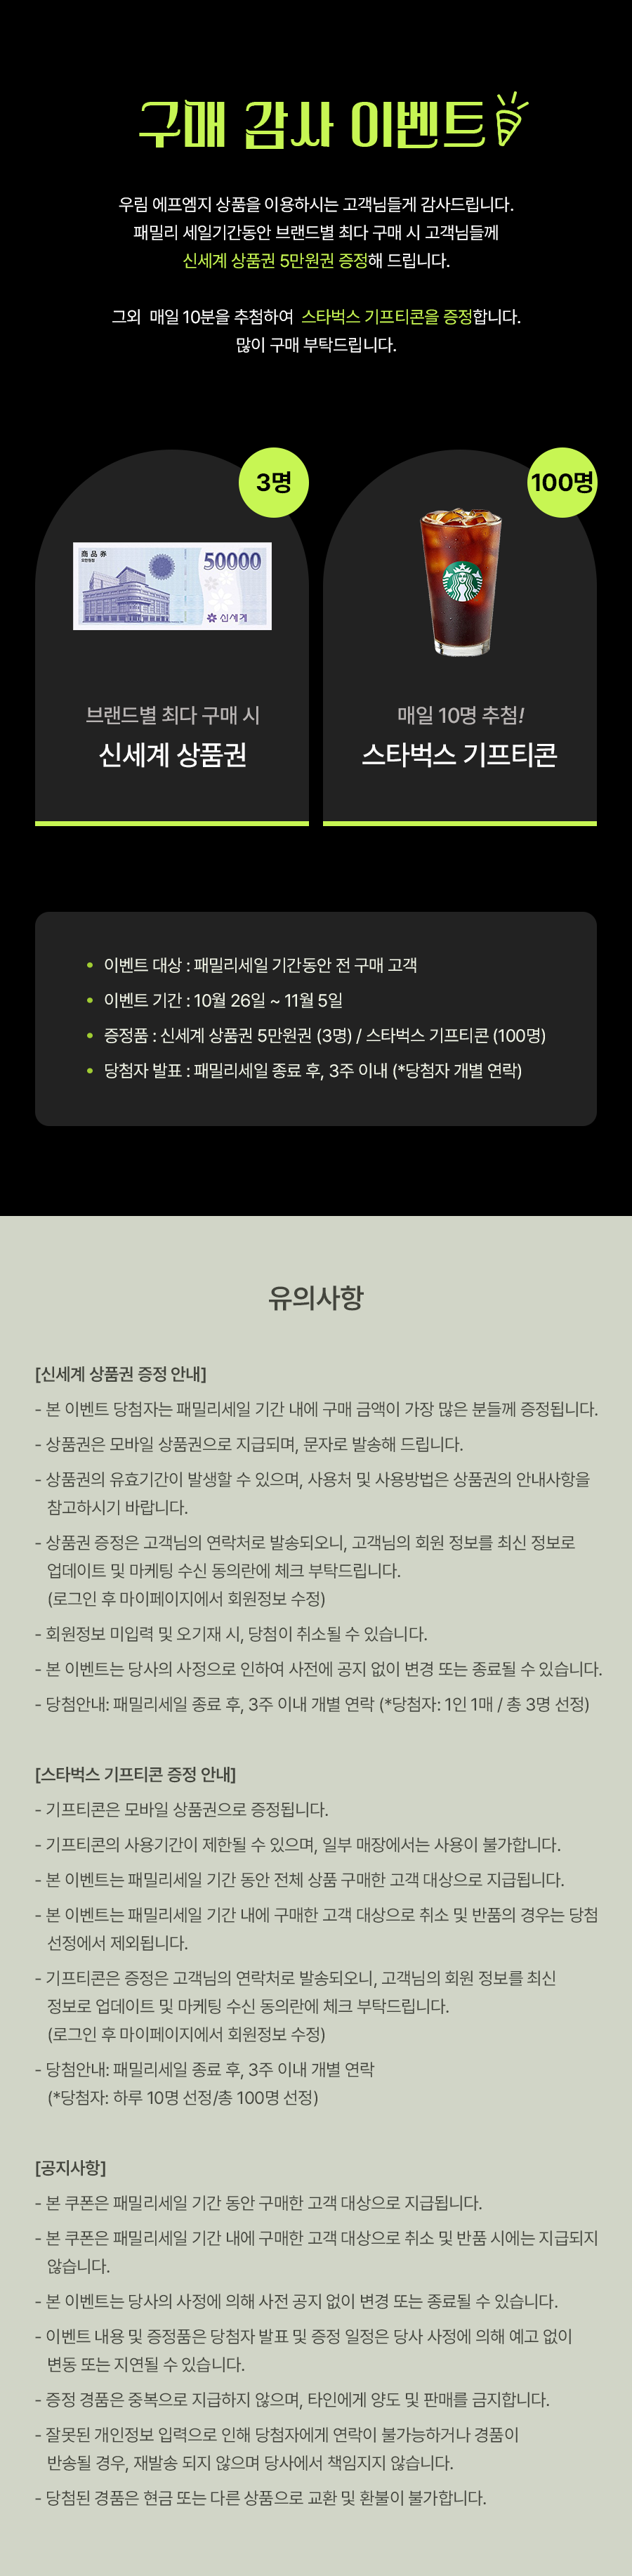 구매 감사 이벤트
우림 에프엠지 상품을 이용하시는 고객님들게 감사드립니다.
패밀리 세일기간동안 브랜드별 최다 구매 시 고객님들께
신세계 상품권 5만원권 증정해 드립니다.
그외 매일 10분을 추첨하여 스타벅스 기프티콘을 증정합니다.
많이 구매 부탁드립니다.
3명
商品券
50000
신세계
브랜드별 최다 구매 시
신세계 상품권
100명
매일 10명 추첨!
스타벅스 기프티콘
• 이벤트 대상 : 패밀리세일 기간동안 전 구매 고객
• 이벤트 기간 : 10월 26일 ~ 11월 5일
• 증정품 : 신세계 상품권 5만원권 (3명) / 스타벅스 기프티콘 (100명)
• 당첨자 발표 : 패밀리세일 종료 후, 3주 이내 (*당첨자 개별 연락)
유의사항
[신세계 상품권 증정 안내]
- 본 이벤트 당첨자는 패밀리세일 기간 내에 구매 금액이 가장 많은 분들께 증정됩니다.
- 상품권은 모바일 상품권으로 지급되며, 문자로 발송해 드립니다.
- 상품권의 유효기간이 발생할 수 있으며, 사용처 및 사용방법은 상품권의 안내사항을
참고하시기 바랍니다.
- 상품권 증정은 고객님의 연락처로 발송되오니, 고객님의 회원 정보를 최신 정보로
업데이트 및 마케팅 수신 동의란에 체크 부탁드립니다.
(로그인 후 마이페이지에서 회원정보 수정)
- 회원정보 미입력 및 오기재 시, 당첨이 취소될 수 있습니다.
- 본 이벤트는 당사의 사정으로 인하여 사전에 공지 없이 변경 또는 종료될 수 있습니다.
- 당첨안내: 패밀리세일 종료 후, 3주 이내 개별 연락 (*당첨자: 1인 1매 / 총 3명 선정)
[스타벅스 기프티콘 증정 안내]
- 기프티콘은 모바일 상품권으로 증정됩니다.
- 기프티콘의 사용기간이 제한될 수 있으며, 일부 매장에서는 사용이 불가합니다.
- 본 이벤트는 패밀리세일 기간 동안 전체 상품 구매한 고객 대상으로 지급됩니다.
- 본 이벤트는 패밀리세일 기간 내에 구매한 고객 대상으로 취소 및 반품의 경우는 당첨
선정에서 제외됩니다.
- 기프티콘은 증정은 고객님의 연락처로 발송되오니, 고객님의 회원 정보를 최신
정보로 업데이트 및 마케팅 수신 동의란에 체크 부탁드립니다.
(로그인 후 마이페이지에서 회원정보 수정)
- 당첨안내: 패밀리세일 종료 후, 3주 이내 개별 연락
(*당첨자: 하루 10명 선정/총 100명 선정)
[공지사항]
- 본 쿠폰은 패밀리세일 기간 동안 구매한 고객 대상으로 지급됩니다.
- 본 쿠폰은 패밀리세일 기간 내에 구매한 고객 대상으로 취소 및 반품 시에는 지급되지
않습니다.
- 본 이벤트는 당사의 사정에 의해 사전 공지 없이 변경 또는 종료될 수 있습니다.
- 이벤트 내용 및 증정품은 당첨자 발표 및 증정 일정은 당사 사정에 의해 예고 없이
변동 또는 지연될 수 있습니다.
- 증정 경품은 중복으로 지급하지 않으며, 타인에게 양도 및 판매를 금지합니다.
- 잘못된 개인정보 입력으로 인해 당첨자에게 연락이 불가능하거나 경품이
반송될 경우, 재발송 되지 않으며 당사에서 책임지지 않습니다.
- 당첨된 경품은 현금 또는 다른 상품으로 교환 및 환불이 불가합니다.